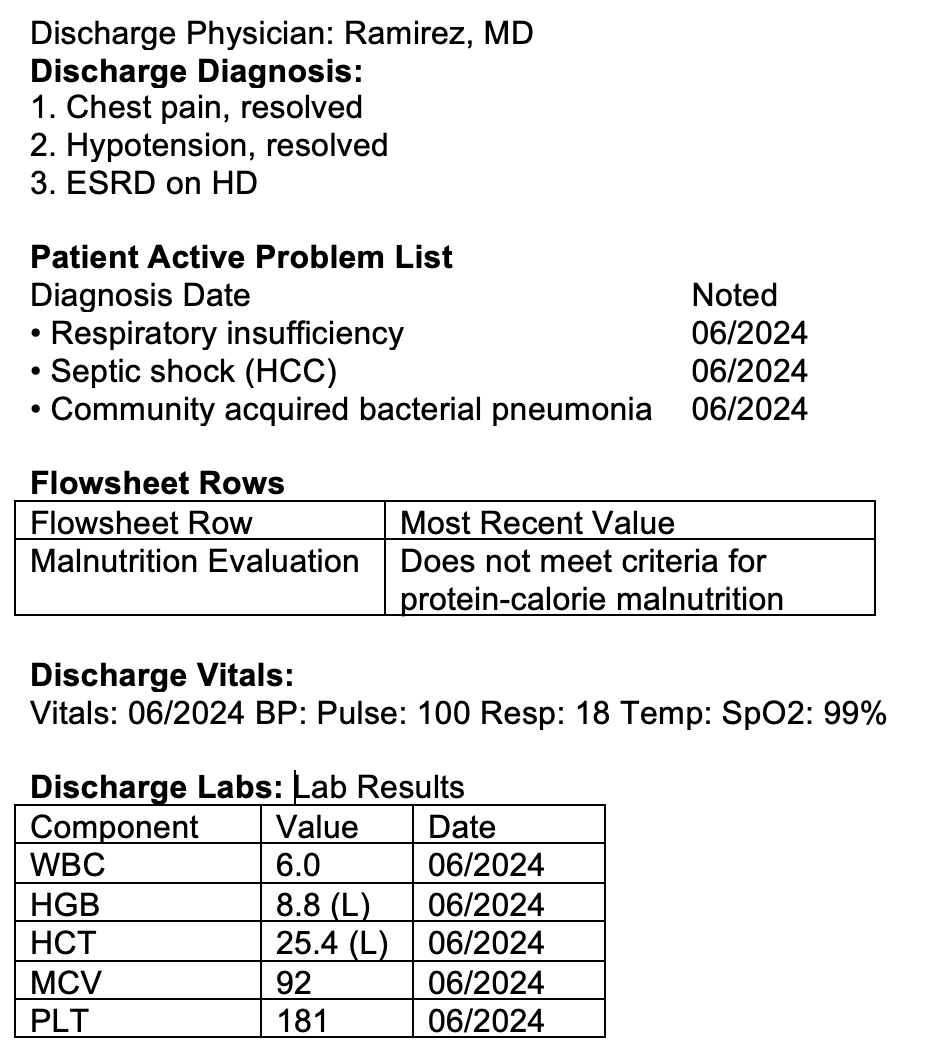 Discharge Physician: Ramirez, MD
Discharge Diagnosis:
1. Chest pain, resolved
2. Hypotension, resolved
3. ESRD on HD
Patient Active Problem List
Diagnosis Date Noted
• Respiratory insufficiency 06/2024
• Septic shock (HCC) 06/2024
• Community acquired bacterial pneumonia 06/2024
Flowsheet Rows
Flowsheet Row Most Recent Value
Malnutrition Evaluation Does not meet criteria for
protein-calorie malnutrition
Discharge Vitals:
Vitals: 06/2024 BP: Pulse: 100 Resp: 18 Temp: SpO2: 99%
Discharge Labs: Lab Results
Component Value Date
WBC 6.0 06/2024
HGB 8.8 (L) 06/2024
HCT 25.4 (L) 06/2024
MCV 92 06/2024
PLT 181 06/2024